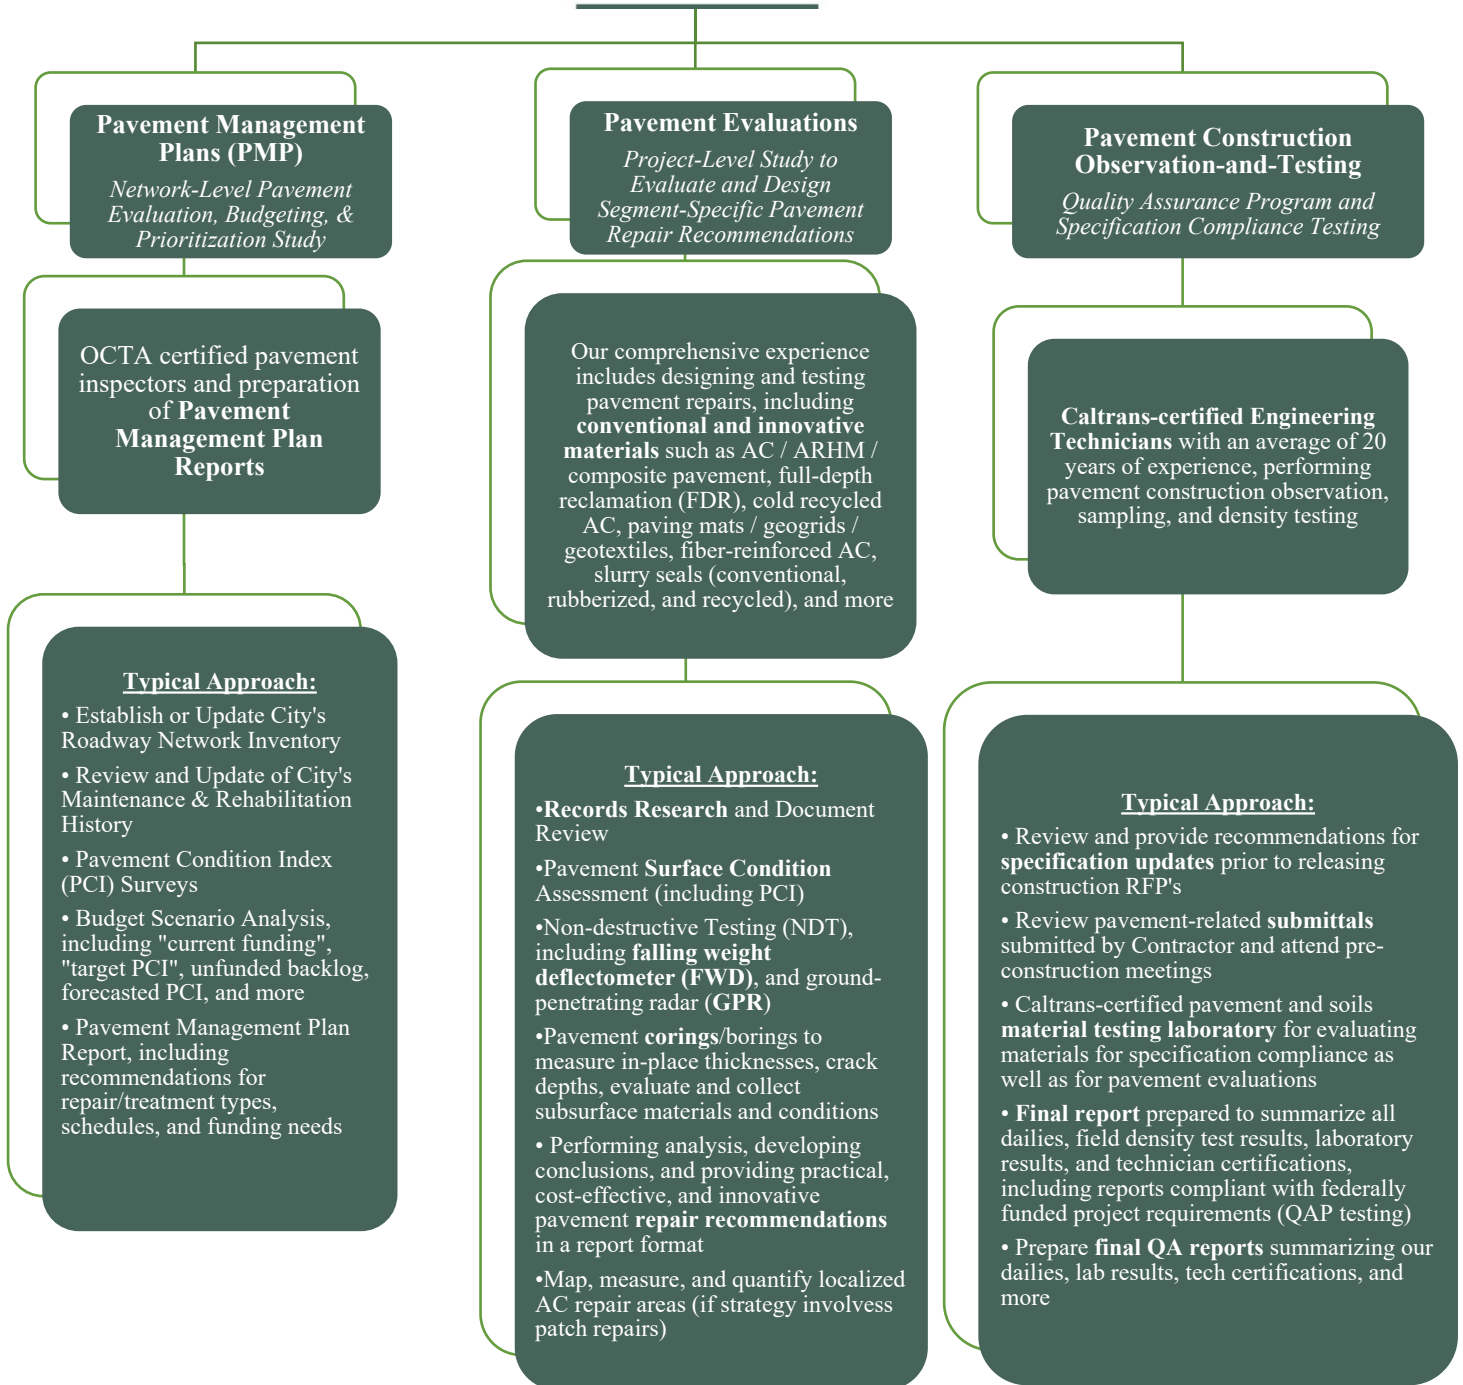 Pavement Management
Plans (PMP)
Network-Level Pavement
Evaluation, Budgeting, &
Prioritization Study
OCTA certified pavement
inspectors and preparation
of Pavement
Management Plan
Reports
Typical Approach:
• Establish or Update City's
Roadway Network Inventory
• Review and Update of City's
Maintenance & Rehabilitation
History
• Pavement Condition Index
(PCI) Surveys
• Budget Scenario Analysis,
including "current funding",
"target PCI", unfunded backlog,
forecasted PCI, and more
• Pavement Management Plan
Report, including
recommendations for
repair/treatment types,
schedules, and funding needs
Pavement Evaluations
Project-Level Study to
Evaluate and Design
Segment-Specific Pavement
Repair Recommendations
Our comprehensive experience
includes designing and testing
pavement repairs, including
conventional and innovative
materials such as AC / ARHM /
composite pavement, full-depth
reclamation (FDR), cold recycled
AC, paving mats / geogrids /
geotextiles, fiber-reinforced AC,
slurry seals (conventional,
rubberized, and recycled), and more
Typical Approach:
•Records Research and Document
Review
•Pavement Surface Condition
Assessment (including PCI)
•Non-destructive Testing (NDT),
including falling weight
deflectometer (FWD), and ground-
penetrating radar (GPR)
•Pavement corings/borings to
measure in-place thicknesses, crack
depths, evaluate and collect
subsurface materials and conditions
• Performing analysis, developing
conclusions, and providing practical,
cost-effective, and innovative
pavement repair recommendations
in a report format
•Map, measure, and quantify localized
AC repair areas (if strategy involvess
patch repairs)
Pavement Construction
Observation-and-Testing
Quality Assurance Program and
Specification Compliance Testing
Caltrans-certified Engineering
Technicians with an average of 20
years of experience, performing
pavement construction observation,
sampling, and density testing
Typical Approach:
• Review and provide recommendations for
specification updates prior to releasing
construction RFP's
• Review pavement-related submittals
submitted by Contractor and attend pre-
construction meetings
• Caltrans-certified pavement and soils
material testing laboratory for evaluating
materials for specification compliance as
well as for pavement evaluations
• Final report prepared to summarize all
dailies, field density test results, laboratory
results, and technician certifications,
including reports compliant with federally
funded project requirements (QAP testing)
• Prepare final QA reports summarizing our
dailies, lab results, tech certifications, and
more